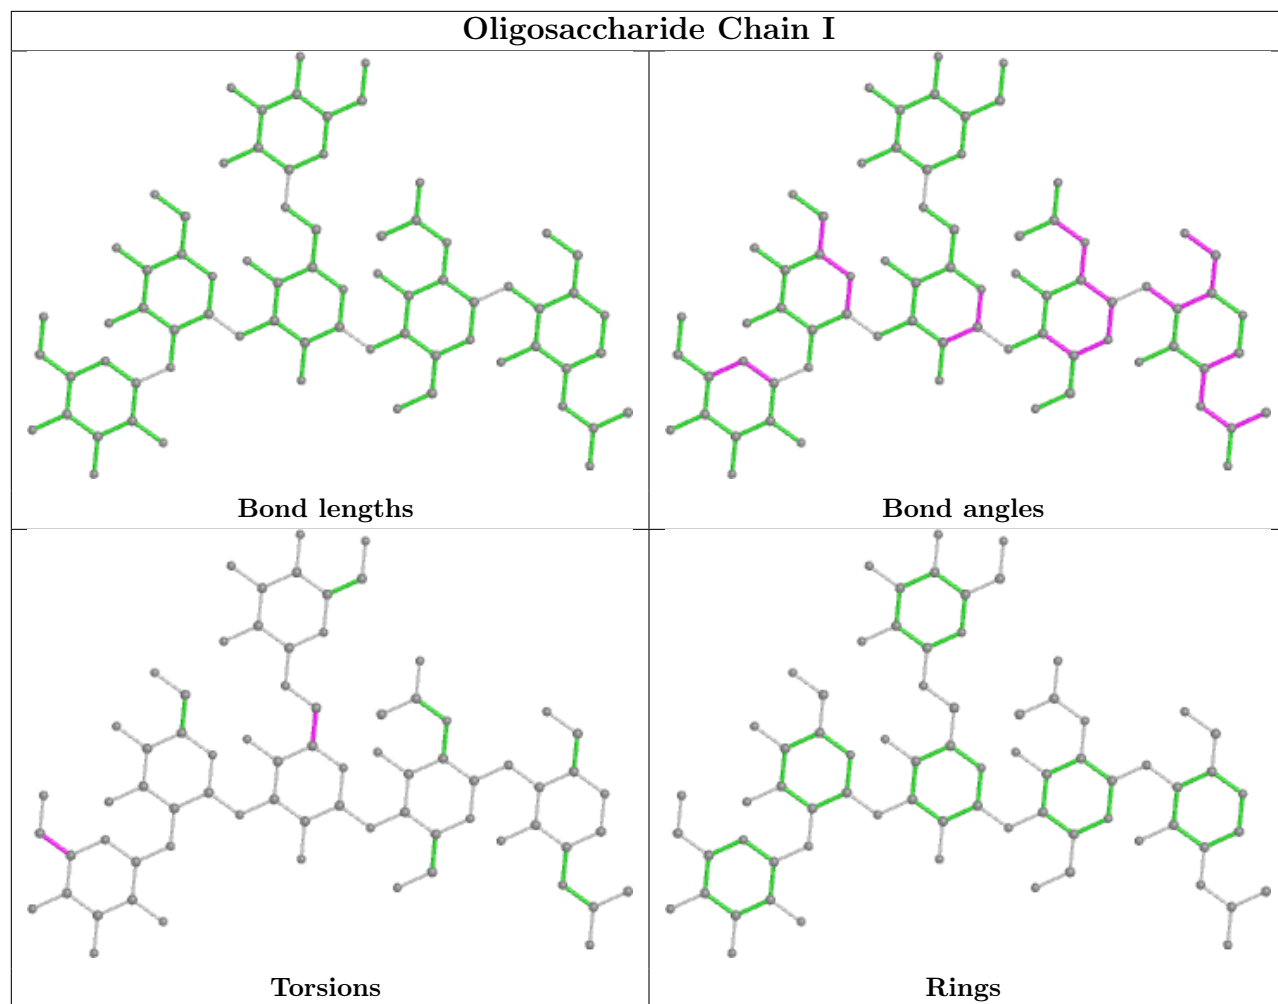 Oligosaccharide Chain I
Bond lengths
Bond angles
Torsions
Rings